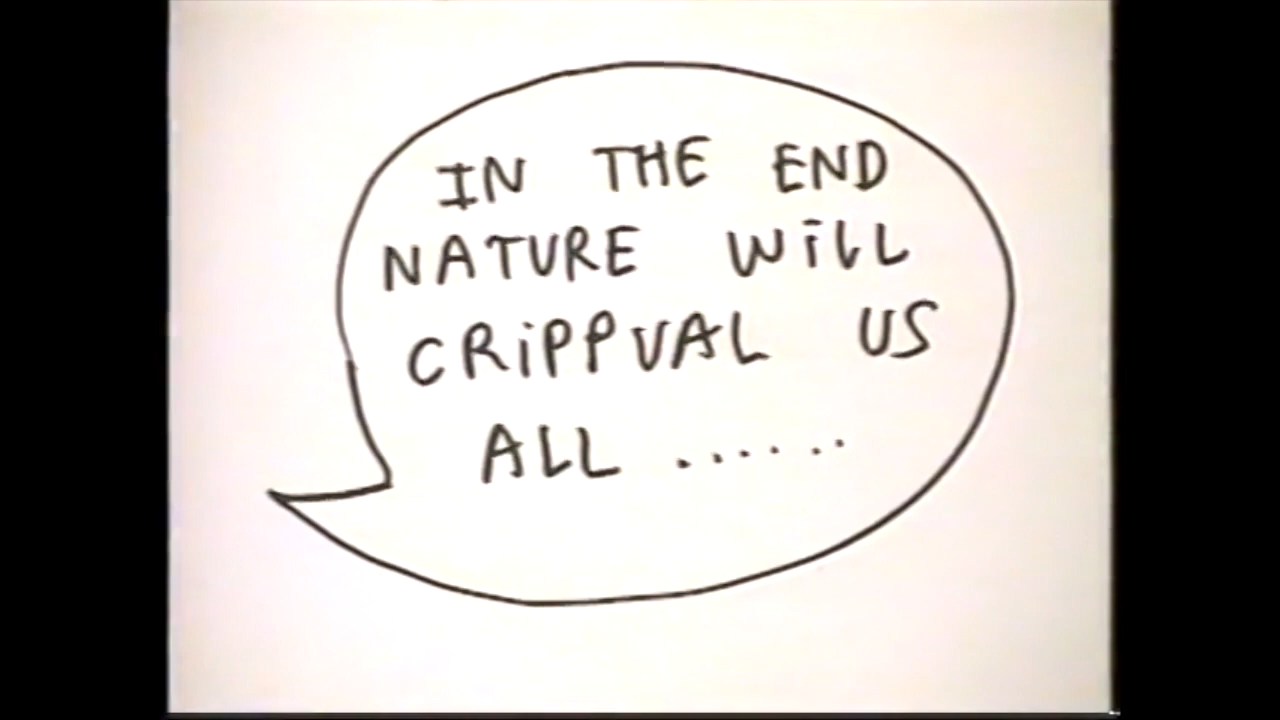 IN THE END
NATURE WiLL
CRiPPVAL US
ALL ......